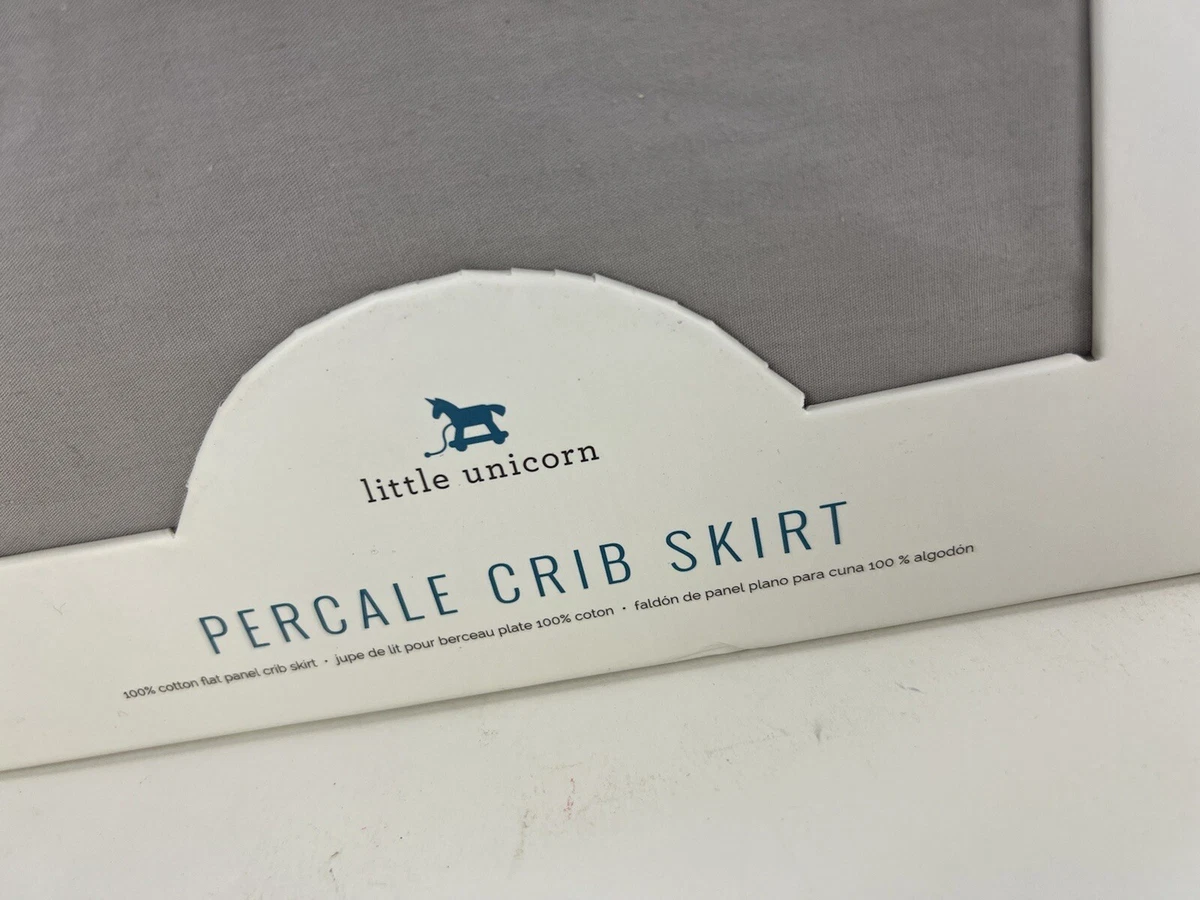 little unicorn
PERCALE CRIB SKIRT
100% cotton flat panel crib skirt · jupe de lit pour berceau plate 100% coton · faldón de panel plano para cuna 100 % algodón